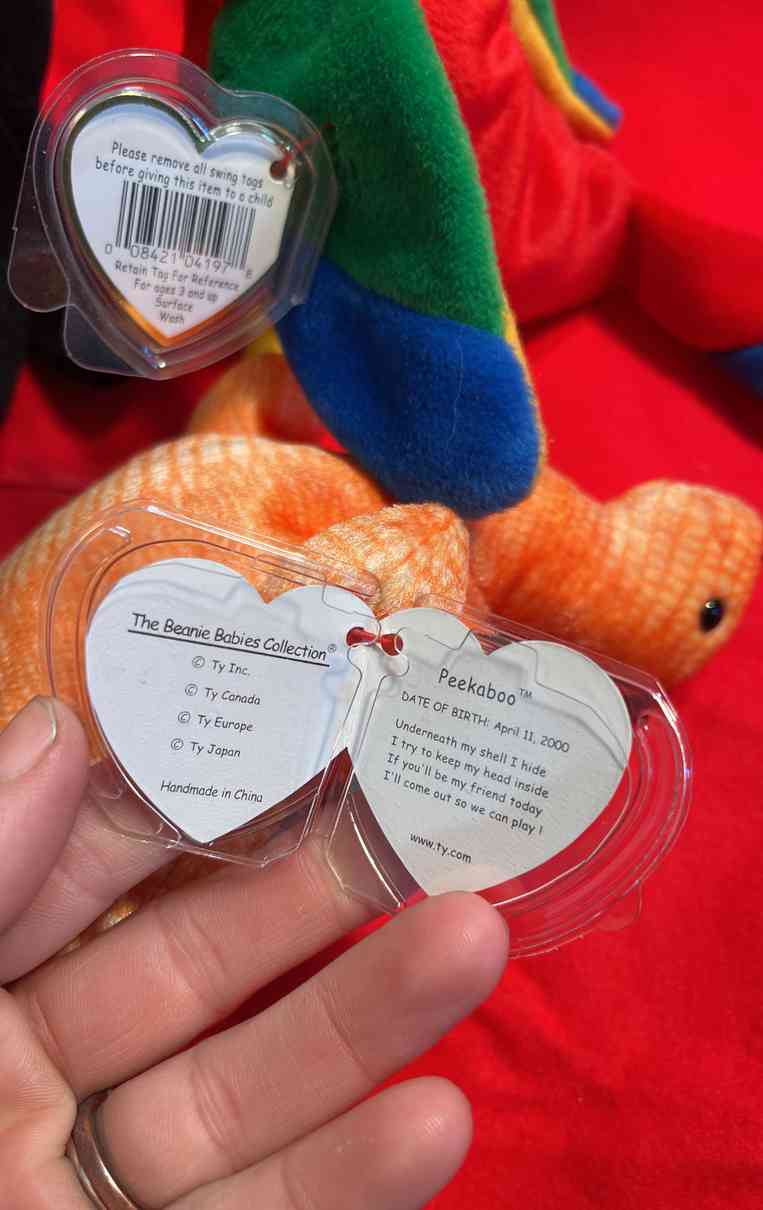 Please remove all swing tags
before giving this item to a child
0 08421 04197 8
Retain Tag For Reference
For ages 3 and up
Surface
Wash
The Beanie Babies Collection®
© Ty Inc.
© Ty Canada
© Ty Europe
© Ty Japan
Handmade in China
Peekaboo™
DATE OF BIRTH: April 11, 2000
Underneath my shell I hide
I try to keep my head inside
If you'll be my friend today
I'll come out so we can play !
www.ty.com